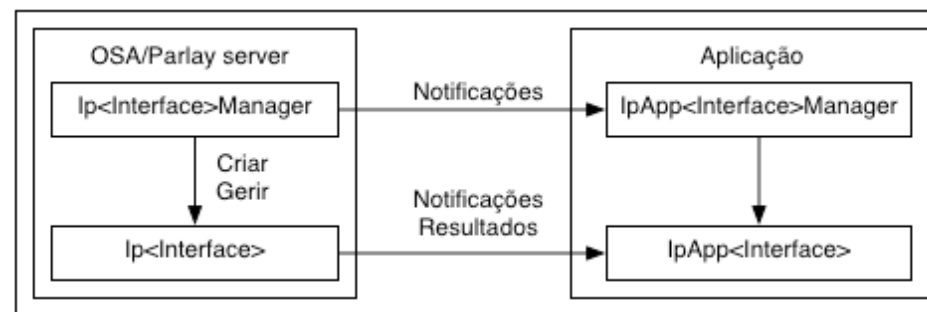 OSA/Parlay server
Ip<Interface>Manager
Criar
Gerir
Ip<Interface>
Notificações
Notificações
Resultados
Aplicação
IpApp<Interface>Manager
IpApp<Interface>